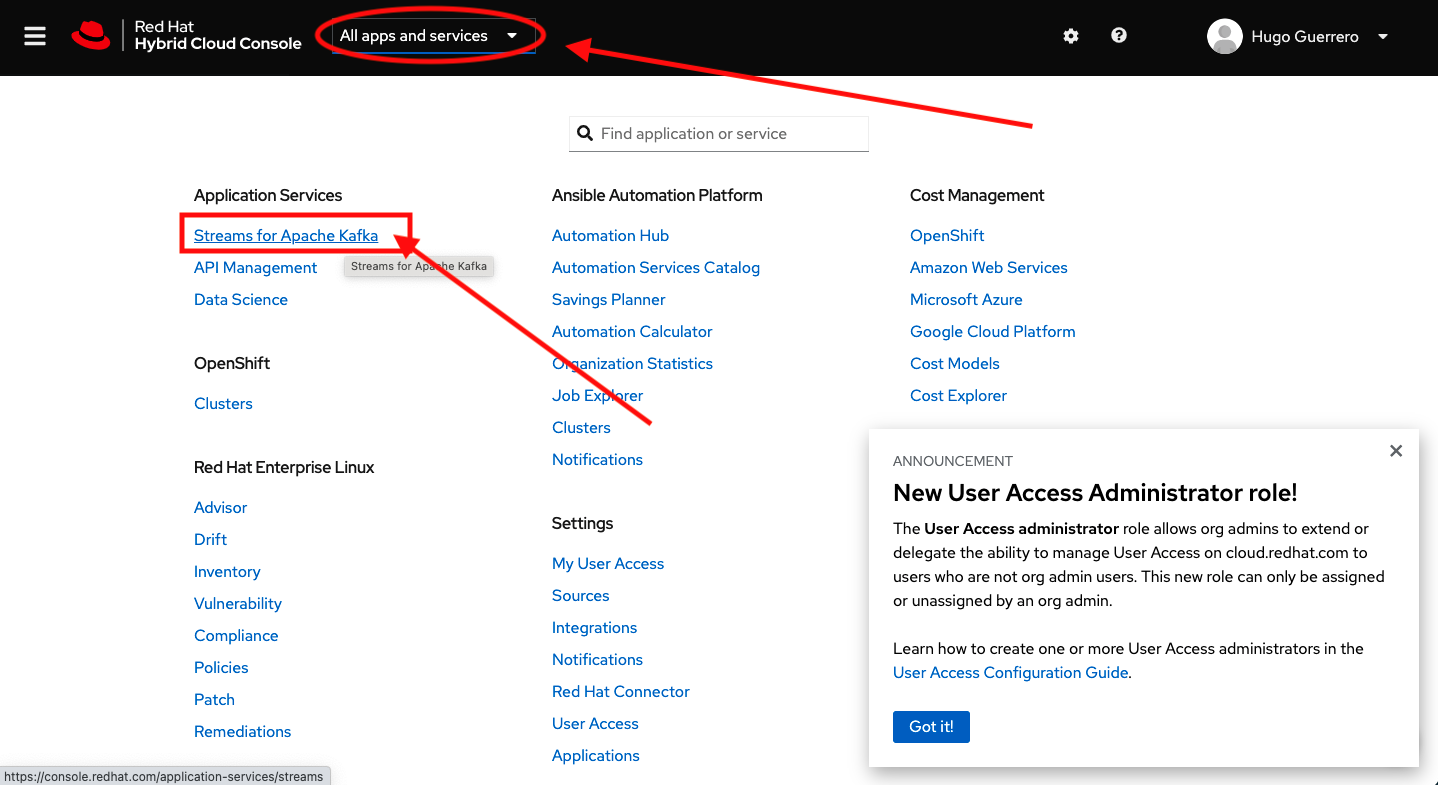 Red Hat
Hybrid Cloud Console
All apps and services
Hugo Guerrero
Find application or service
Application Services
Streams for Apache Kafka
Streams for Apache Kafka
API Management
Data Science
OpenShift
Clusters
Red Hat Enterprise Linux
Advisor
Drift
Inventory
Vulnerability
Compliance
Policies
Patch
Remediations
Ansible Automation Platform
Automation Hub
Automation Services Catalog
Savings Planner
Automation Calculator
Organization Statistics
Job Explorer
Clusters
Notifications
Settings
My User Access
Sources
Integrations
Notifications
Red Hat Connector
User Access
Applications
Cost Management
OpenShift
Amazon Web Services
Microsoft Azure
Google Cloud Platform
Cost Models
Cost Explorer
ANNOUNCEMENT
New User Access Administrator role!
The User Access administrator role allows org admins to extend or
delegate the ability to manage User Access on cloud.redhat.com to
users who are not org admin users. This new role can only be assigned
or unassigned by an org admin.
Learn how to create one or more User Access administrators in the
User Access Configuration Guide.
Got it!
https://console.redhat.com/application-services/streams